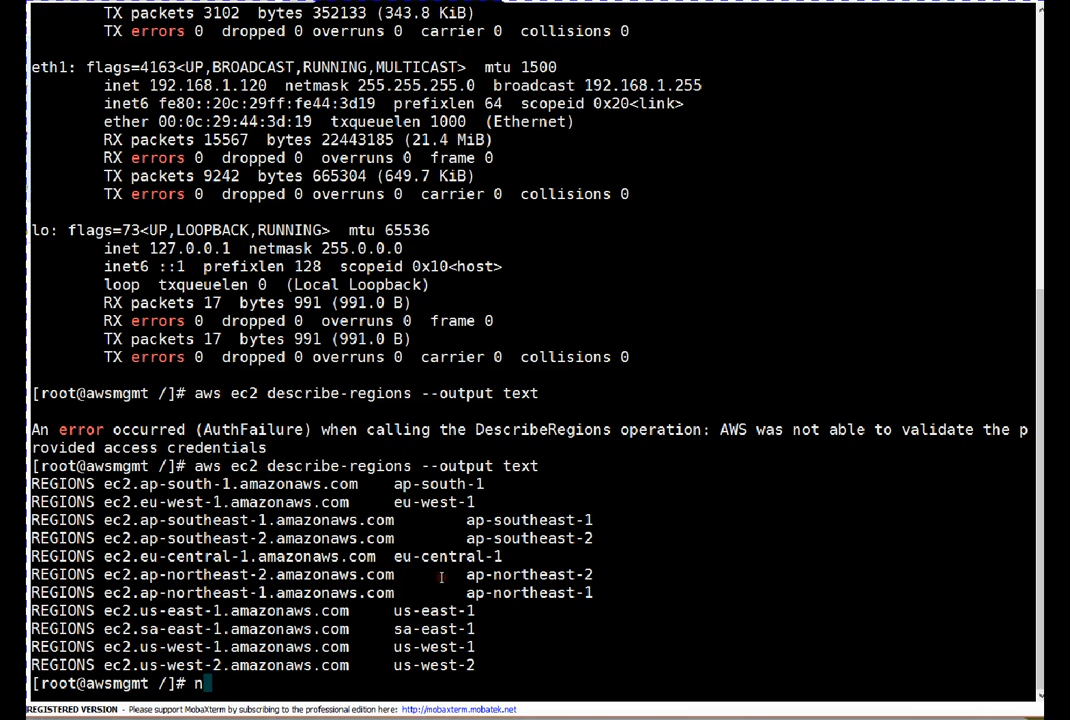 TX packets 3102  bytes 352133 (343.8 KiB)
TX errors 0  dropped 0 overruns 0  carrier 0  collisions 0
eth1: flags=4163<UP,BROADCAST,RUNNING,MULTICAST>  mtu 1500
inet 192.168.1.120  netmask 255.255.255.0  broadcast 192.168.1.255
inet6 fe80::20c:29ff:fe44:3d19  prefixlen 64  scopeid 0x20<link>
ether 00:0c:29:44:3d:19  txqueuelen 1000  (Ethernet)
RX packets 15567  bytes 22443185 (21.4 MiB)
RX errors 0  dropped 0  overruns 0  frame 0
TX packets 9242  bytes 665304 (649.7 KiB)
TX errors 0  dropped 0 overruns 0  carrier 0  collisions 0
lo: flags=73<UP,LOOPBACK,RUNNING>  mtu 65536
inet 127.0.0.1  netmask 255.0.0.0
inet6 ::1  prefixlen 128  scopeid 0x10<host>
loop  txqueuelen 0  (Local Loopback)
RX packets 17  bytes 991 (991.0 B)
RX errors 0  dropped 0  overruns 0  frame 0
TX packets 17  bytes 991 (991.0 B)
TX errors 0  dropped 0 overruns 0  carrier 0  collisions 0
[root@awsmgmt /]# aws ec2 describe-regions --output text
An error occurred (AuthFailure) when calling the DescribeRegions operation: AWS was not able to validate the p
rovided access credentials
[root@awsmgmt /]# aws ec2 describe-regions --output text
REGIONS ec2.ap-south-1.amazonaws.com    ap-south-1
REGIONS ec2.eu-west-1.amazonaws.com     eu-west-1
REGIONS ec2.ap-southeast-1.amazonaws.com        ap-southeast-1
REGIONS ec2.ap-southeast-2.amazonaws.com        ap-southeast-2
REGIONS ec2.eu-central-1.amazonaws.com  eu-central-1
REGIONS ec2.ap-northeast-2.amazonaws.com        ap-northeast-2
REGIONS ec2.ap-northeast-1.amazonaws.com        ap-northeast-1
REGIONS ec2.us-east-1.amazonaws.com     us-east-1
REGIONS ec2.sa-east-1.amazonaws.com     sa-east-1
REGIONS ec2.us-west-1.amazonaws.com     us-west-1
REGIONS ec2.us-west-2.amazonaws.com     us-west-2
[root@awsmgmt /]# n
REGISTERED VERSION - Please support MobaXterm by subscribing to the professional edition here: http://mobaxterm.mobatek.net